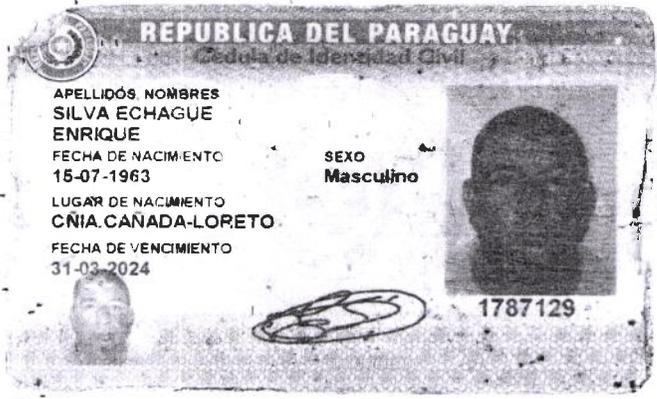 REPUBLICA DEL PARAGUAY
Cédula de Identidad Civil
APELLIDOS, NOMBRES
SILVA ECHAGUE
ENRIQUE
FECHA DE NACIMIENTO
15-07-1963
SEXO
Masculino
LUGAR DE NACIMIENTO
CÑIA.CAÑADA-LORETO
FECHA DE VENCIMIENTO
31-03-2024
1787129